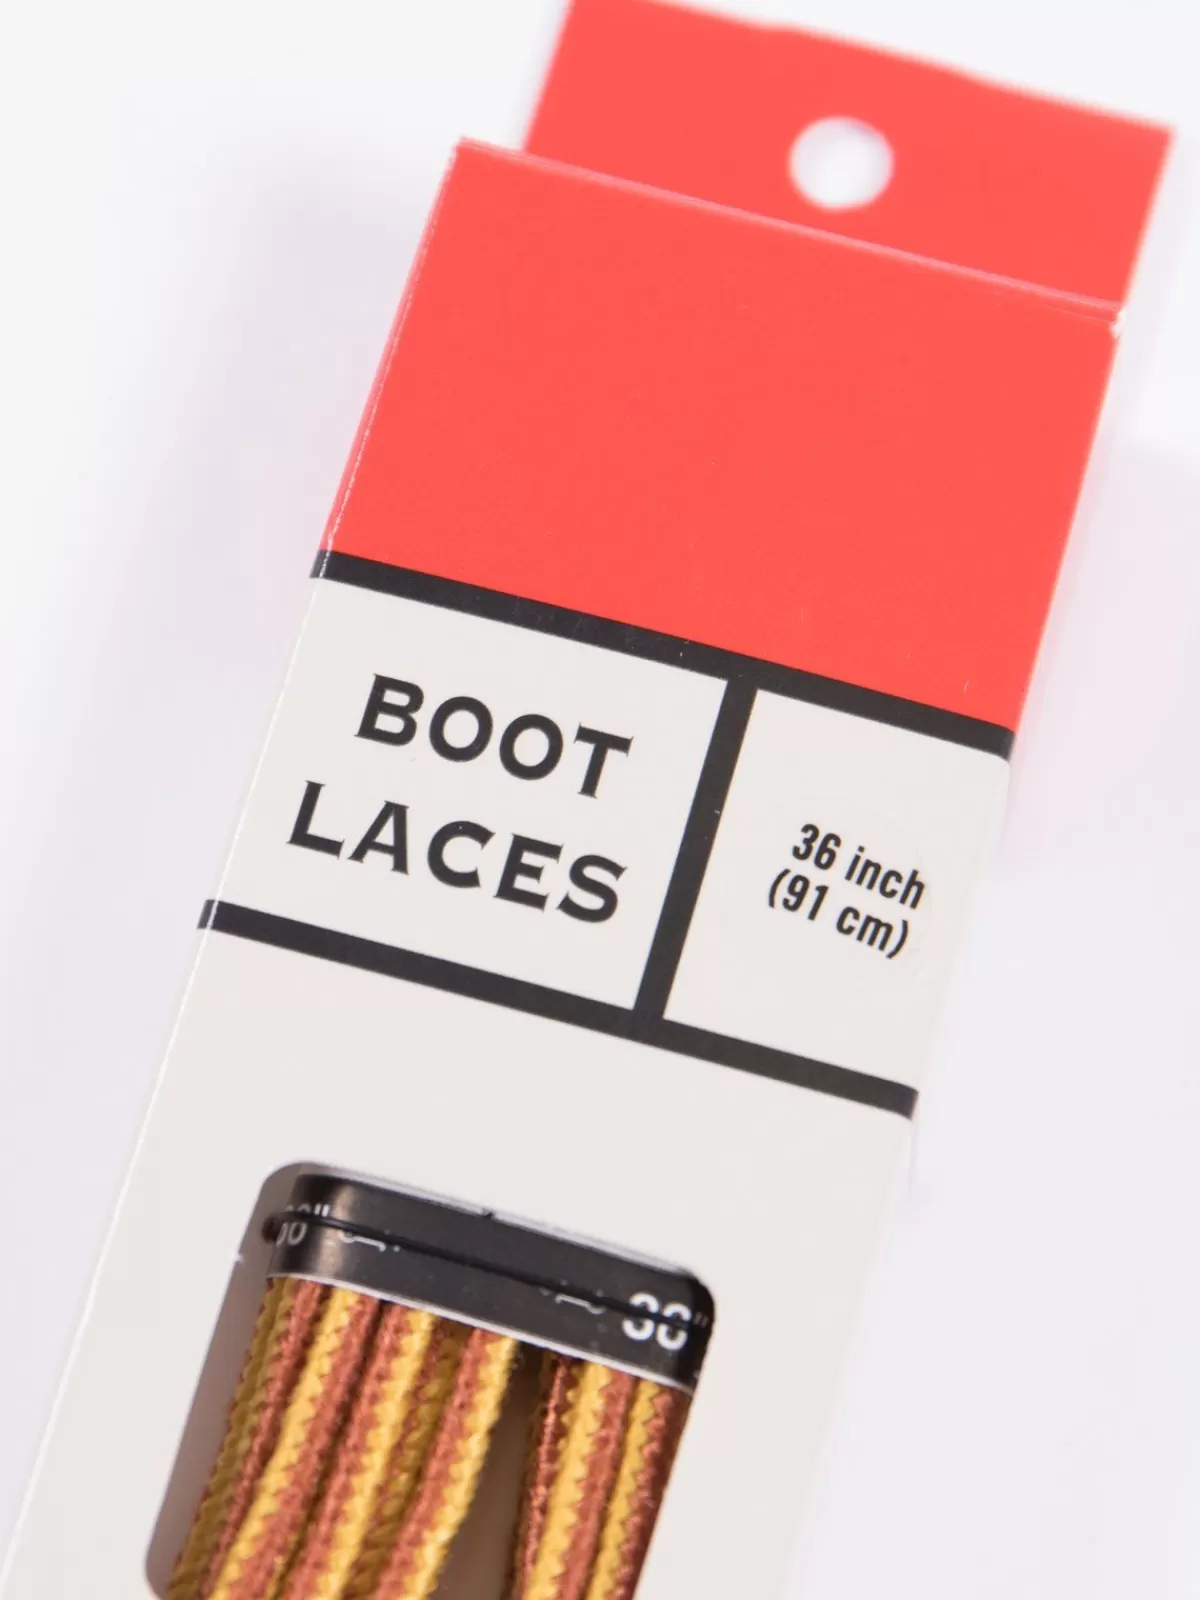 BOOT
LACES
36 inch
(91 cm)
36"